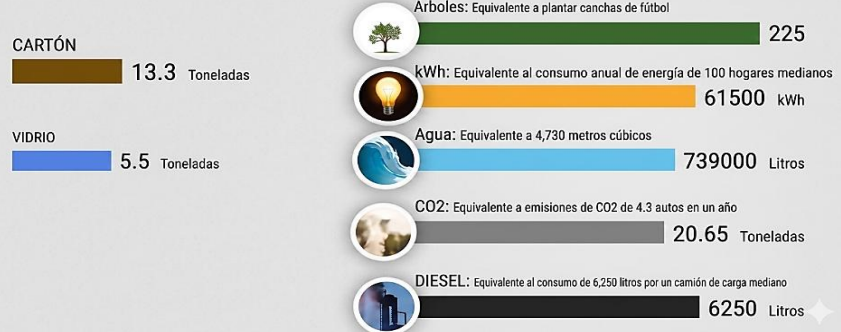 CARTÓN
13.3 Toneladas
VIDRIO
5.5 Toneladas
Arboles: Equivalente a plantar canchas de fútbol
225
kWh: Equivalente al consumo anual de energía de 100 hogares medianos
61500 kWh
Agua: Equivalente a 4,730 metros cúbicos
739000 Litros
CO2: Equivalente a emisiones de CO2 de 4.3 autos en un año
20.65 Toneladas
DIESEL: Equivalente al consumo de 6,250 litros por un camión de carga mediano
6250 Litros